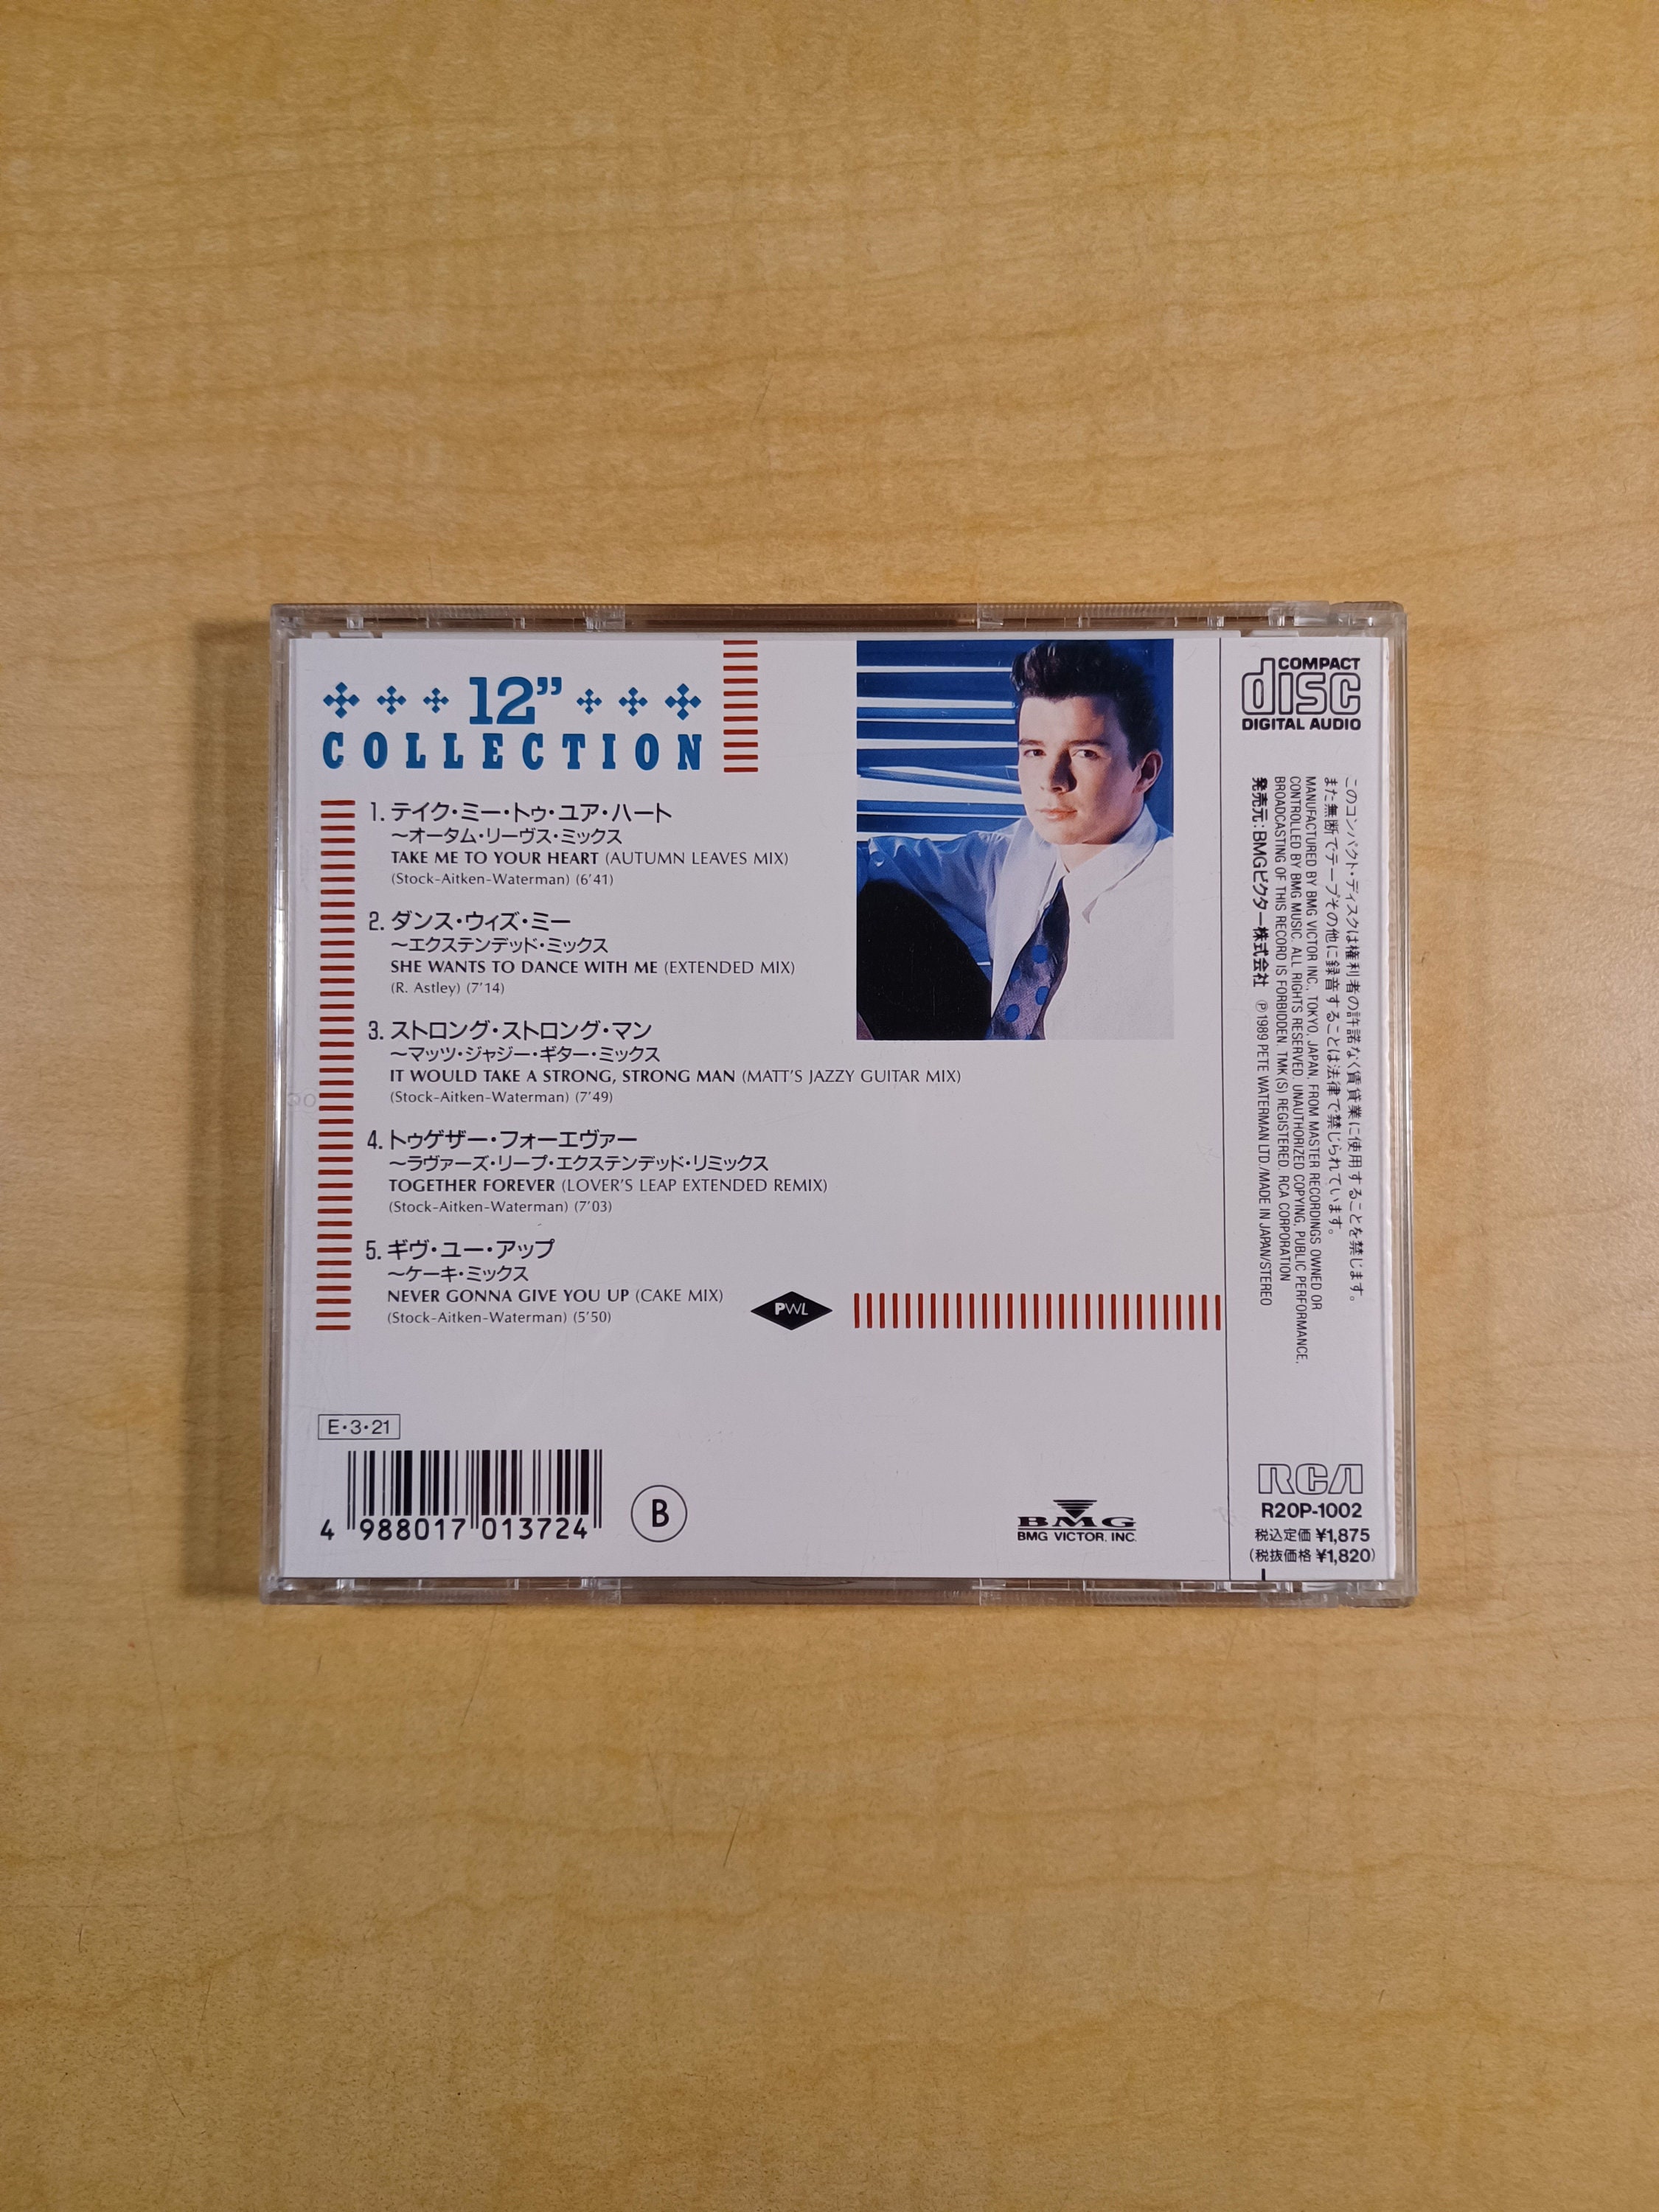 12”
COLLECTION
1. テイク・ミー・トゥ・ユア・ハート
〜オータム・リーヴス・ミックス
TAKE ME TO YOUR HEART (AUTUMN LEAVES MIX)
(Stock-Aitken-Waterman) (6’41)
2. ダンス・ウィズ・ミー
〜エクステンデッド・ミックス
SHE WANTS TO DANCE WITH ME (EXTENDED MIX)
(R. Astley) (7’14)
3. ストロング・ストロング・マン
〜マッツ・ジャジー・ギター・ミックス
IT WOULD TAKE A STRONG, STRONG MAN (MATT’S JAZZY GUITAR MIX)
(Stock-Aitken-Waterman) (7’49)
4. トゥゲザー・フォーエヴァー
〜ラヴァーズ・リープ・エクステンデッド・リミックス
TOGETHER FOREVER (LOVER’S LEAP EXTENDED REMIX)
(Stock-Aitken-Waterman) (7’03)
5. ギヴ・ユー・アップ
〜ケーキ・ミックス
NEVER GONNA GIVE YOU UP (CAKE MIX)
(Stock-Aitken-Waterman) (5’50)
PWL
E・3・21
4 988017 013724
B
BMG
BMG VICTOR, INC.
COMPACT
disc
DIGITAL AUDIO
このコンパクト・ディスクは権利者の許諾なく賃貸業に使用することを禁じます。
また無断でテープその他に録音することは法律で禁じられています。
MANUFACTURED BY BMG VICTOR INC., TOKYO, JAPAN, FROM MASTER RECORDINGS OWNED OR
CONTROLLED BY BMG MUSIC. ALL RIGHTS RESERVED. UNAUTHORIZED COPYING, PUBLIC PERFORMANCE,
BROADCASTING OF THIS RECORD IS FORBIDDEN. TMK(S) REGISTERED. RCA CORPORATION
発売元:BMGビクター株式会社 Ⓟ1989 PETE WATERMAN LTD./MADE IN JAPAN/STEREO
RCA
R20P-1002
税込定価 ¥1,875
(税抜価格 ¥1,820)